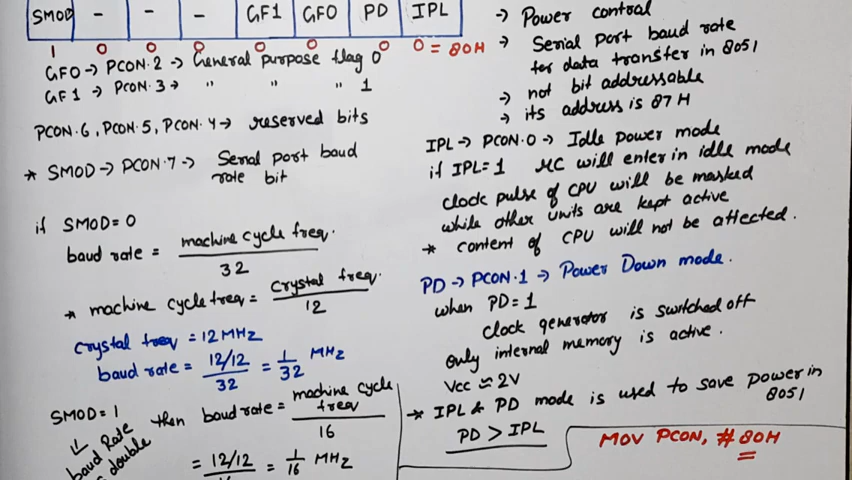 SMOD - - - GF1 GF0 PD IPL
1 0 0 0 0 0 0 0 = 80H
GF0 → PCON.2 → General purpose flag 0
GF1 → PCON.3 → " " " 1
PCON.6, PCON.5, PCON.4 → reserved bits
* SMOD → PCON.7 → Serial port baud
rate bit
if SMOD = 0
baud rate = machine cycle freq.
32
* machine cycle freq = crystal freq.
12
crystal freq = 12 MHz
baud rate = 12/12 = 1 MHz
32 32
SMOD = 1
baud Rate
double
then baud rate = machine cycle
freq
16
= 12/12 = 1 MHz
16
→ Power control
→ Serial port baud rate
for data transfer in 8051
→ not bit addressable
→ its address is 87 H
IPL → PCON.0 → Idle power mode
if IPL = 1 MC will enter in idle mode
clock pulse of CPU will be masked
while other units are kept active
* content of CPU will not be affected.
PD → PCON.1 → Power Down mode.
when PD = 1
clock generator is switched off
only internal memory is active.
Vcc ≈ 2V
* IPL & PD mode is used to save power in
8051
PD > IPL
MOV PCON, #80H